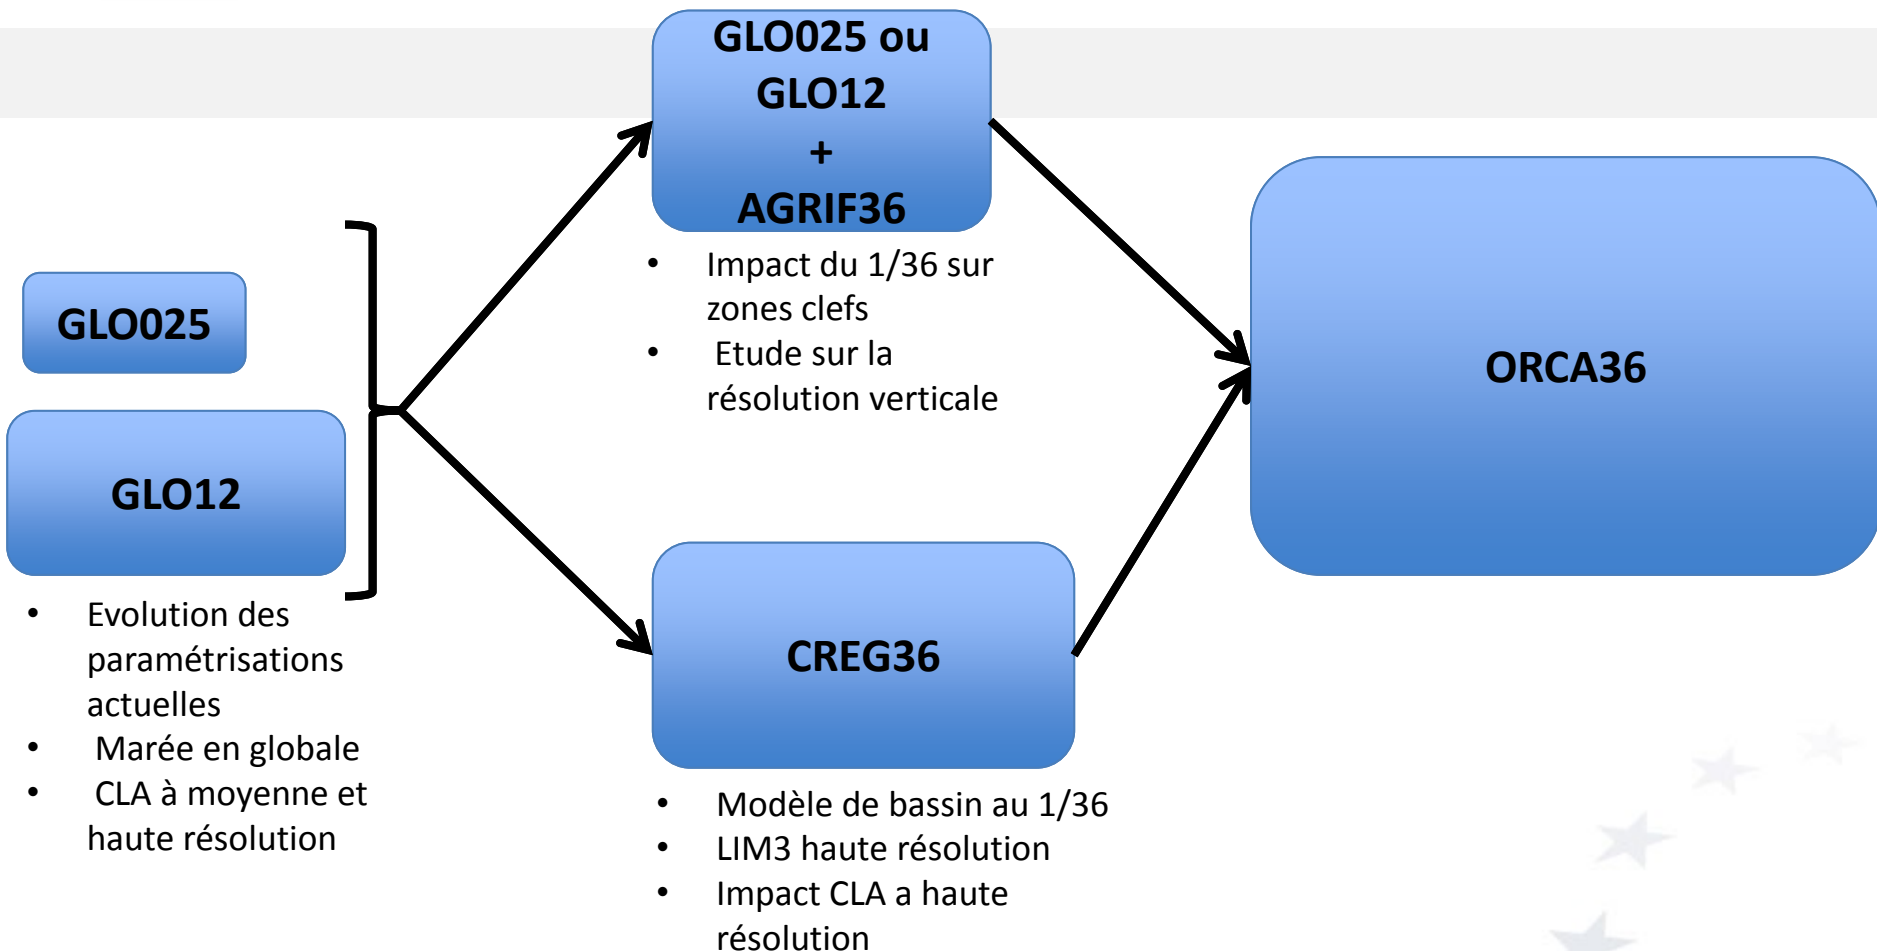 GLO025
GLO12
• Evolution des
paramétrisations
actuelles
• Marée en globale
• CLA à moyenne et
haute résolution
GLO025 ou
GLO12
+
AGRIF36
• Impact du 1/36 sur
zones clefs
• Etude sur la
résolution verticale
CREG36
• Modèle de bassin au 1/36
• LIM3 haute résolution
• Impact CLA a haute
résolution
ORCA36